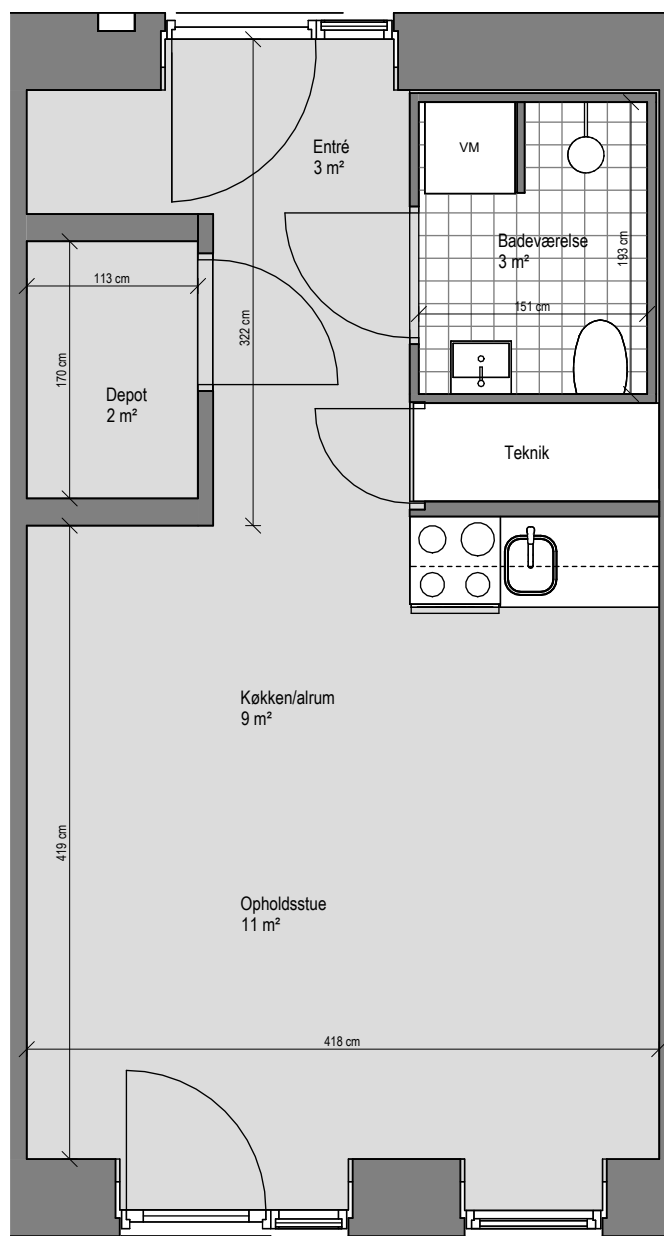 Entré
3 m²
VM
Badeværelse
3 m²
193 cm
151 cm
113 cm
322 cm
170 cm
Depot
2 m²
Teknik
Køkken/alrum
9 m²
419 cm
Opholdsstue
11 m²
418 cm